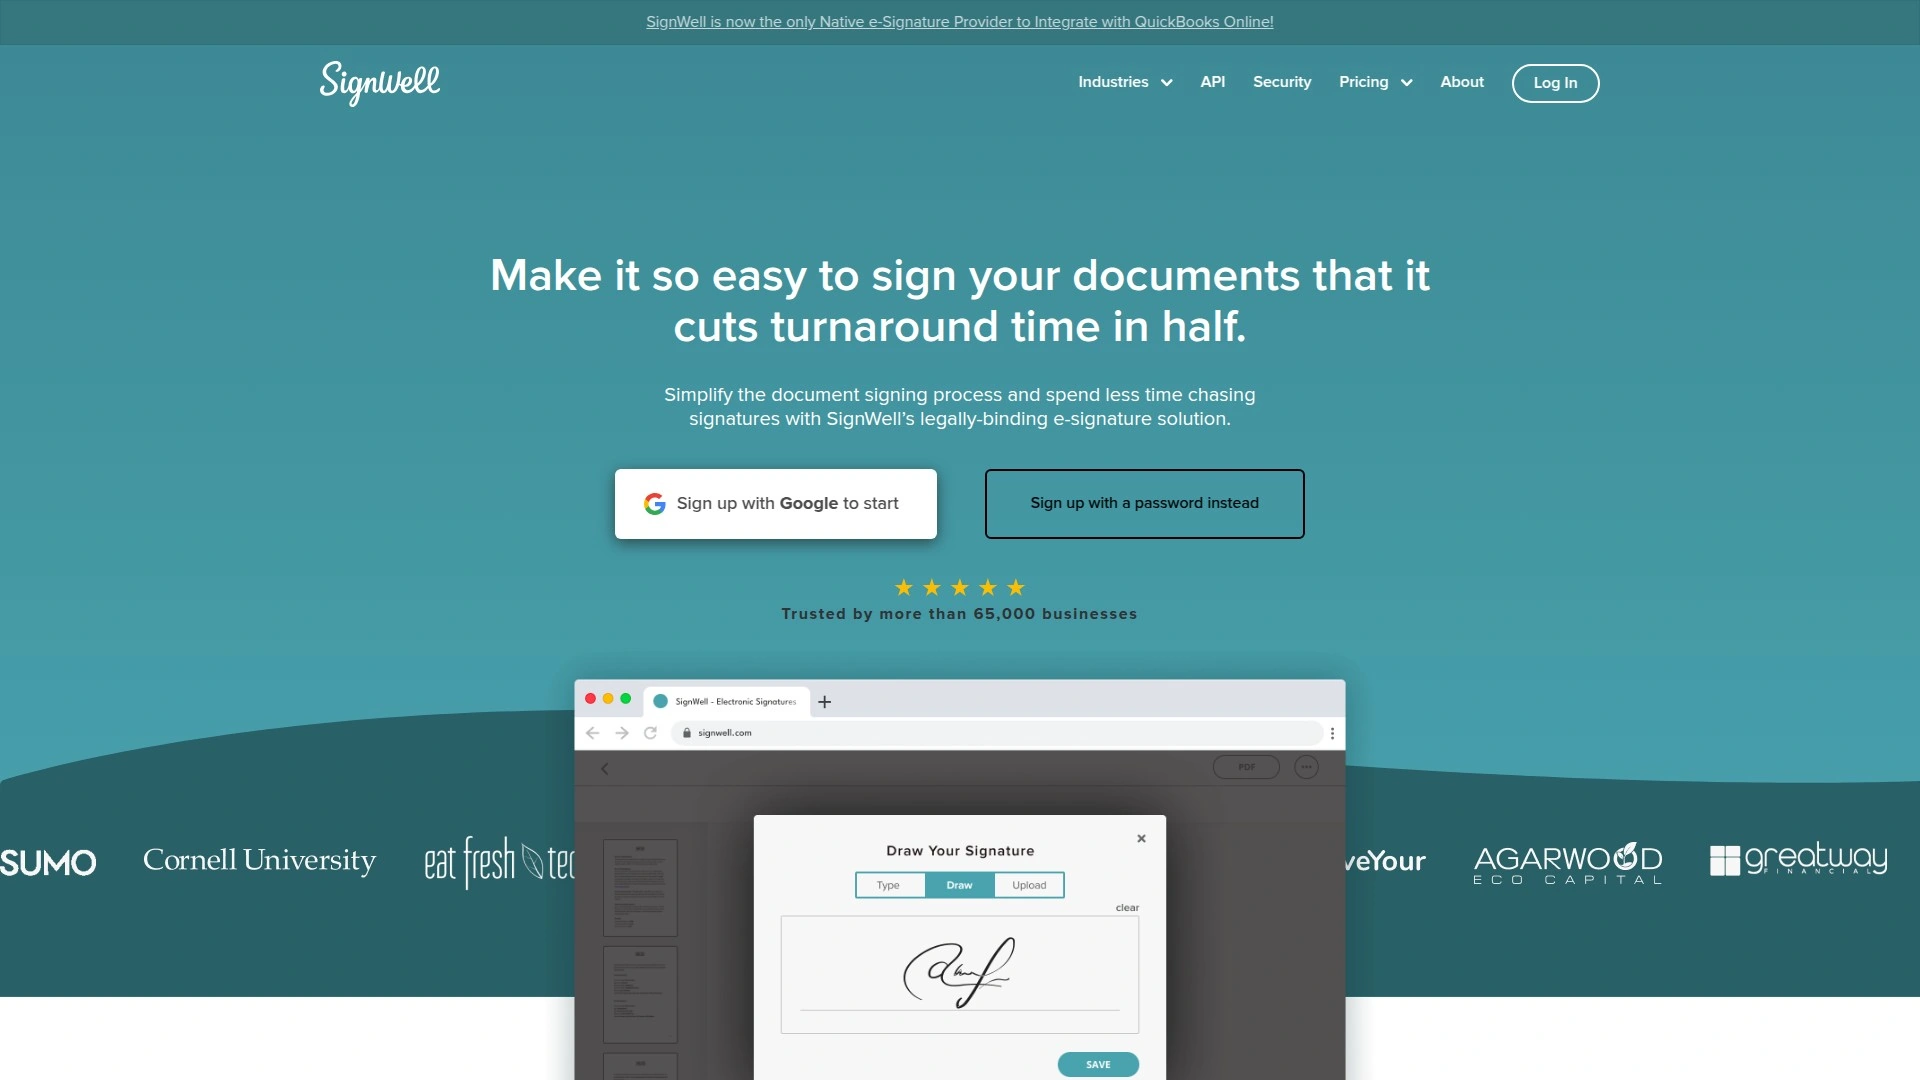 SignWell is now the only Native e-Signature Provider to Integrate with QuickBooks Online!
SignWell
Industries
API
Security
Pricing
About
Log In
Make it so easy to sign your documents that it
cuts turnaround time in half.
Simplify the document signing process and spend less time chasing
signatures with SignWell’s legally-binding e-signature solution.
Sign up with Google to start
Sign up with a password instead
Trusted by more than 65,000 businesses
SignWell - Electronic Signatures
signwell.com
PDF
Draw Your Signature
Type
Draw
Upload
clear
SAVE
SUMO
Cornell University
eat fresh
veYour
AGARWOOD
ECO CAPITAL
greatway
FINANCIAL